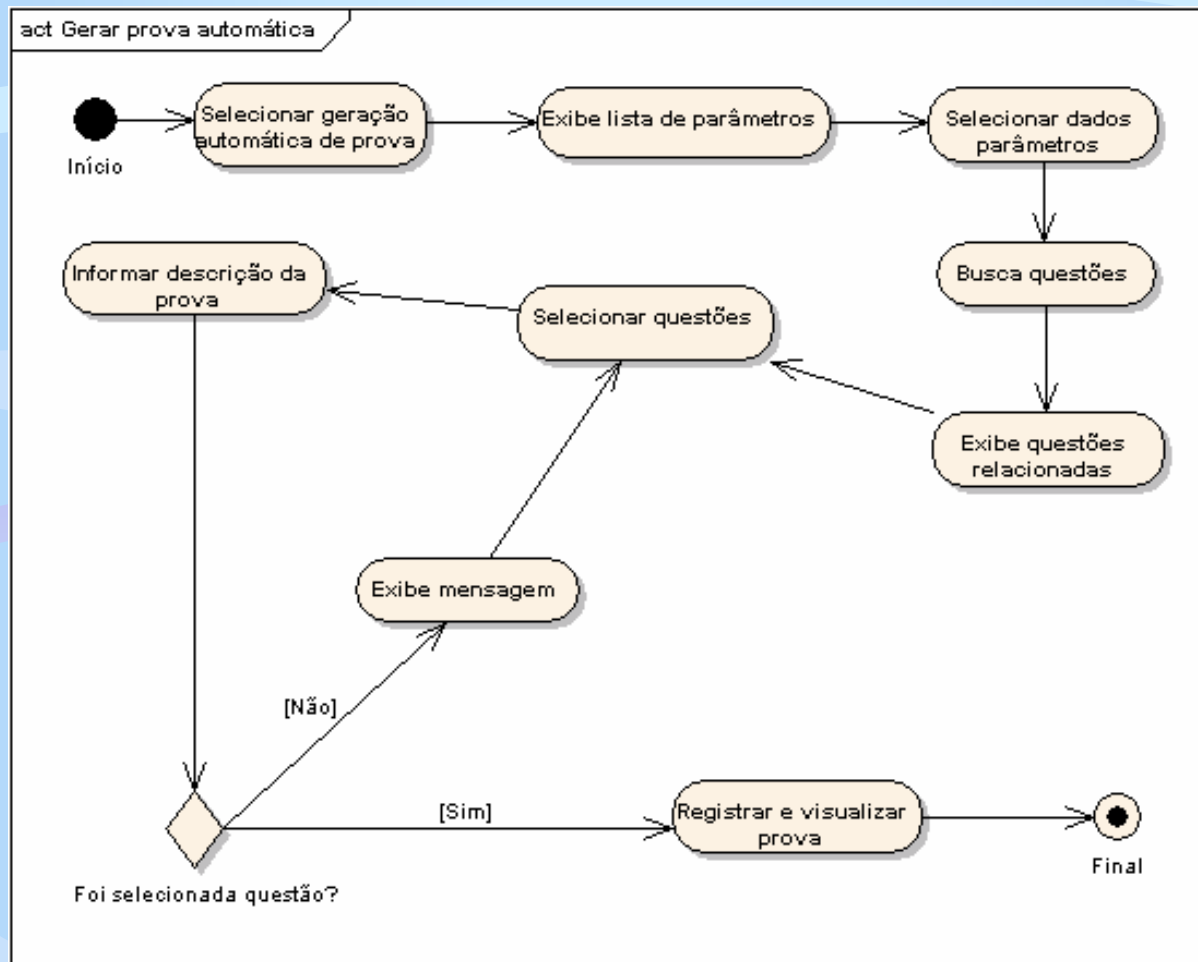 act Gerar prova automática
Início
Selecionar geração
automática de prova
Exibe lista de parâmetros
Selecionar dados
parâmetros
Busca questões
Exibe questões
relacionadas
Selecionar questões
Informar descrição da
prova
Exibe mensagem
[Não]
Foi selecionada questão?
[Sim]
Registrar e visualizar
prova
Final